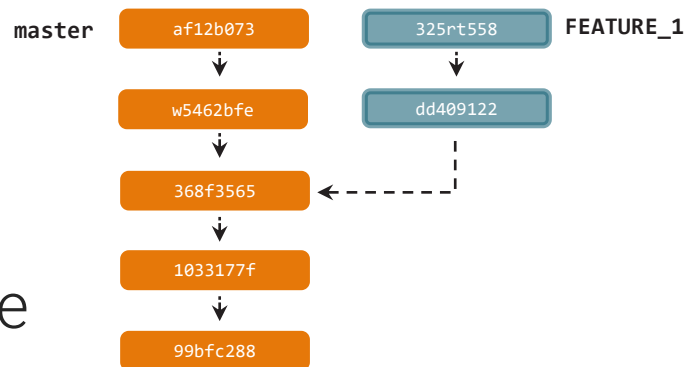 master af12b073 325rt558 FEATURE_1
w5462bfe dd409122
368f3565
1033177f
e
99bfc288